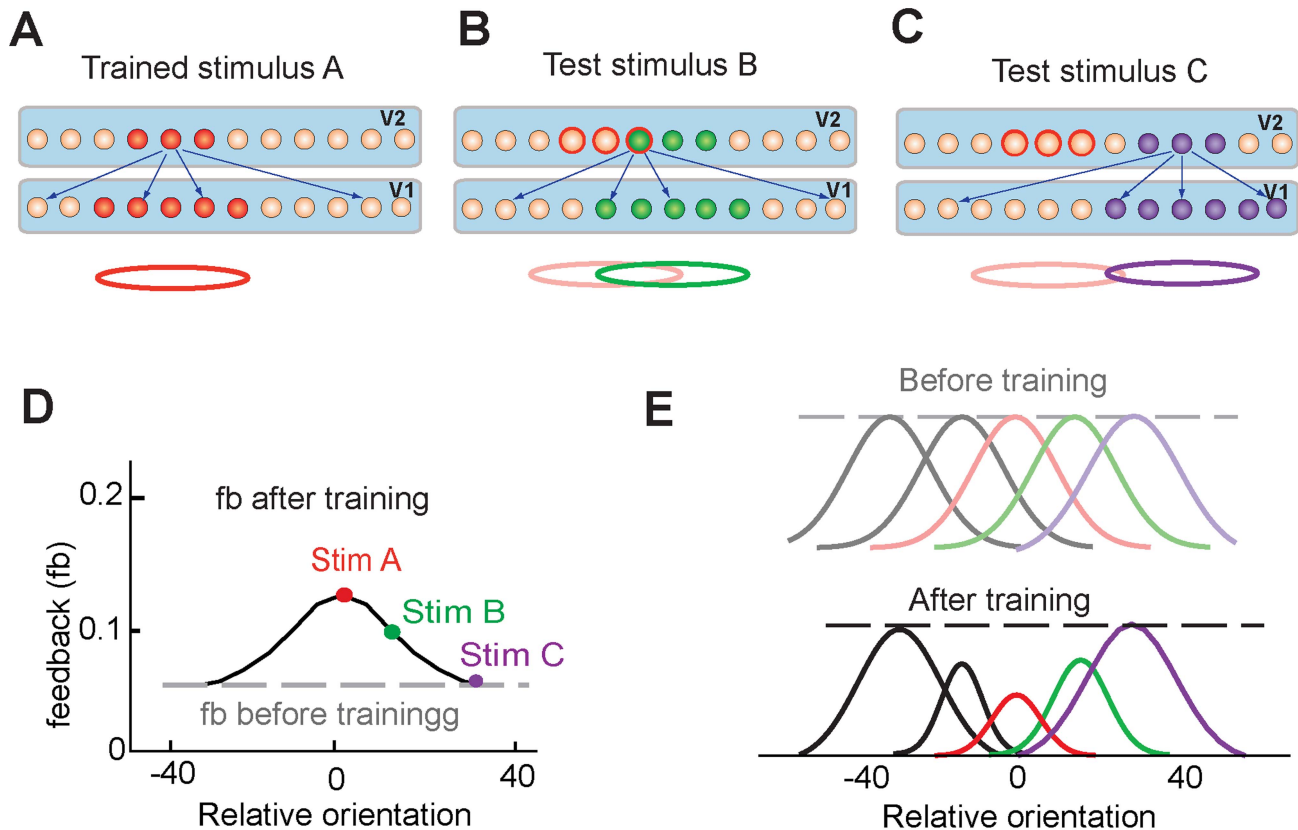 A
Trained stimulus A
V2
V1
B
Test stimulus B
V2
V1
C
Test stimulus C
V2
V1
D
fb after training
0.2
Stim A
Stim B
0.1
Stim C
fb before trainingg
0
feedback (fb)
-40
0
40
Relative orientation
E
Before training
After training
-40
0
40
Relative orientation